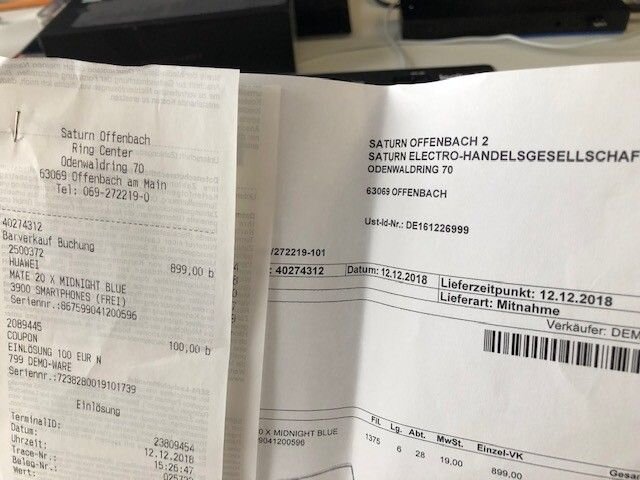 Saturn Offenbach
Ring Center
Odenwaldring 70
63069 Offenbach am Main
Tel: 069-272219-0
40274312
Barverkauf Buchung
2500372
HUAWEI 899,00 b
MATE 20 X MIDNIGHT BLUE
3900 SMARTPHONES (FREI)
Seriennr.:867599041200596
2089445
COUPON 100,00 b
EINLÖSUNG 100 EUR N
799 DEMO-WARE
Seriennr.:7238280019101739
Einlösung
TerminalID: 23809454
Datum: 12.12.2018
Uhrzeit: 15:26:47
Trace-Nr.:
Beleg-Nr.:
Wert:
SATURN OFFENBACH 2
SATURN ELECTRO-HANDELSGESELLSCHAF
ODENWALDRING 70
63069 OFFENBACH
Ust-Id-Nr.: DE161226999
/272219-101
: 40274312 Datum: 12.12.2018 Lieferzeitpunkt: 12.12.2018
Lieferart: Mitnahme
Verkäufer: DEM
Fil. Lg. Abt. MwSt. Einzel-VK Gesa
0 X MIDNIGHT BLUE 1375 6 28 19,00 899,00
9041200596